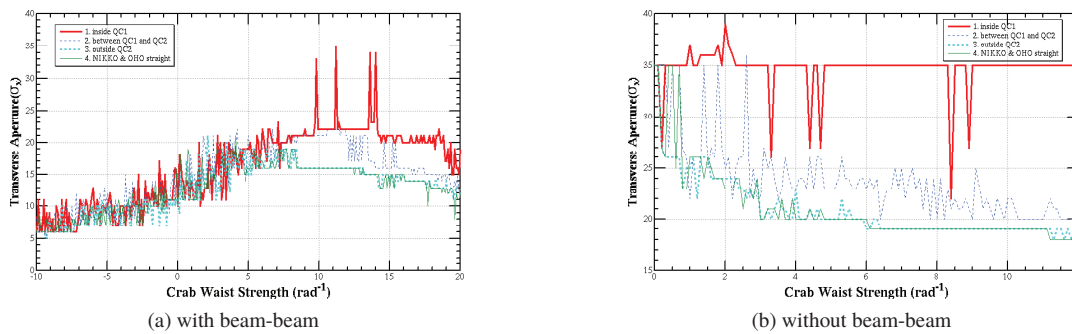 40
35
30
25
20
15
10
5
0
-10
-5
0
5
10
15
20
Transverse Aperure(σx)
Crab Waist Strength (rad-1)
1. inside QC1
2. between QC1 and QC2
3. outside QC2
4. NIKKO & OHO straight
(a) with beam-beam
40
35
30
25
20
15
0
2
4
6
8
10
Transverse Aperure(σx)
Crab Waist Strength (rad-1)
1. inside QC1
2. between QC1 and QC2
3. outside QC2
4. NIKKO & OHO straight
(b) without beam-beam